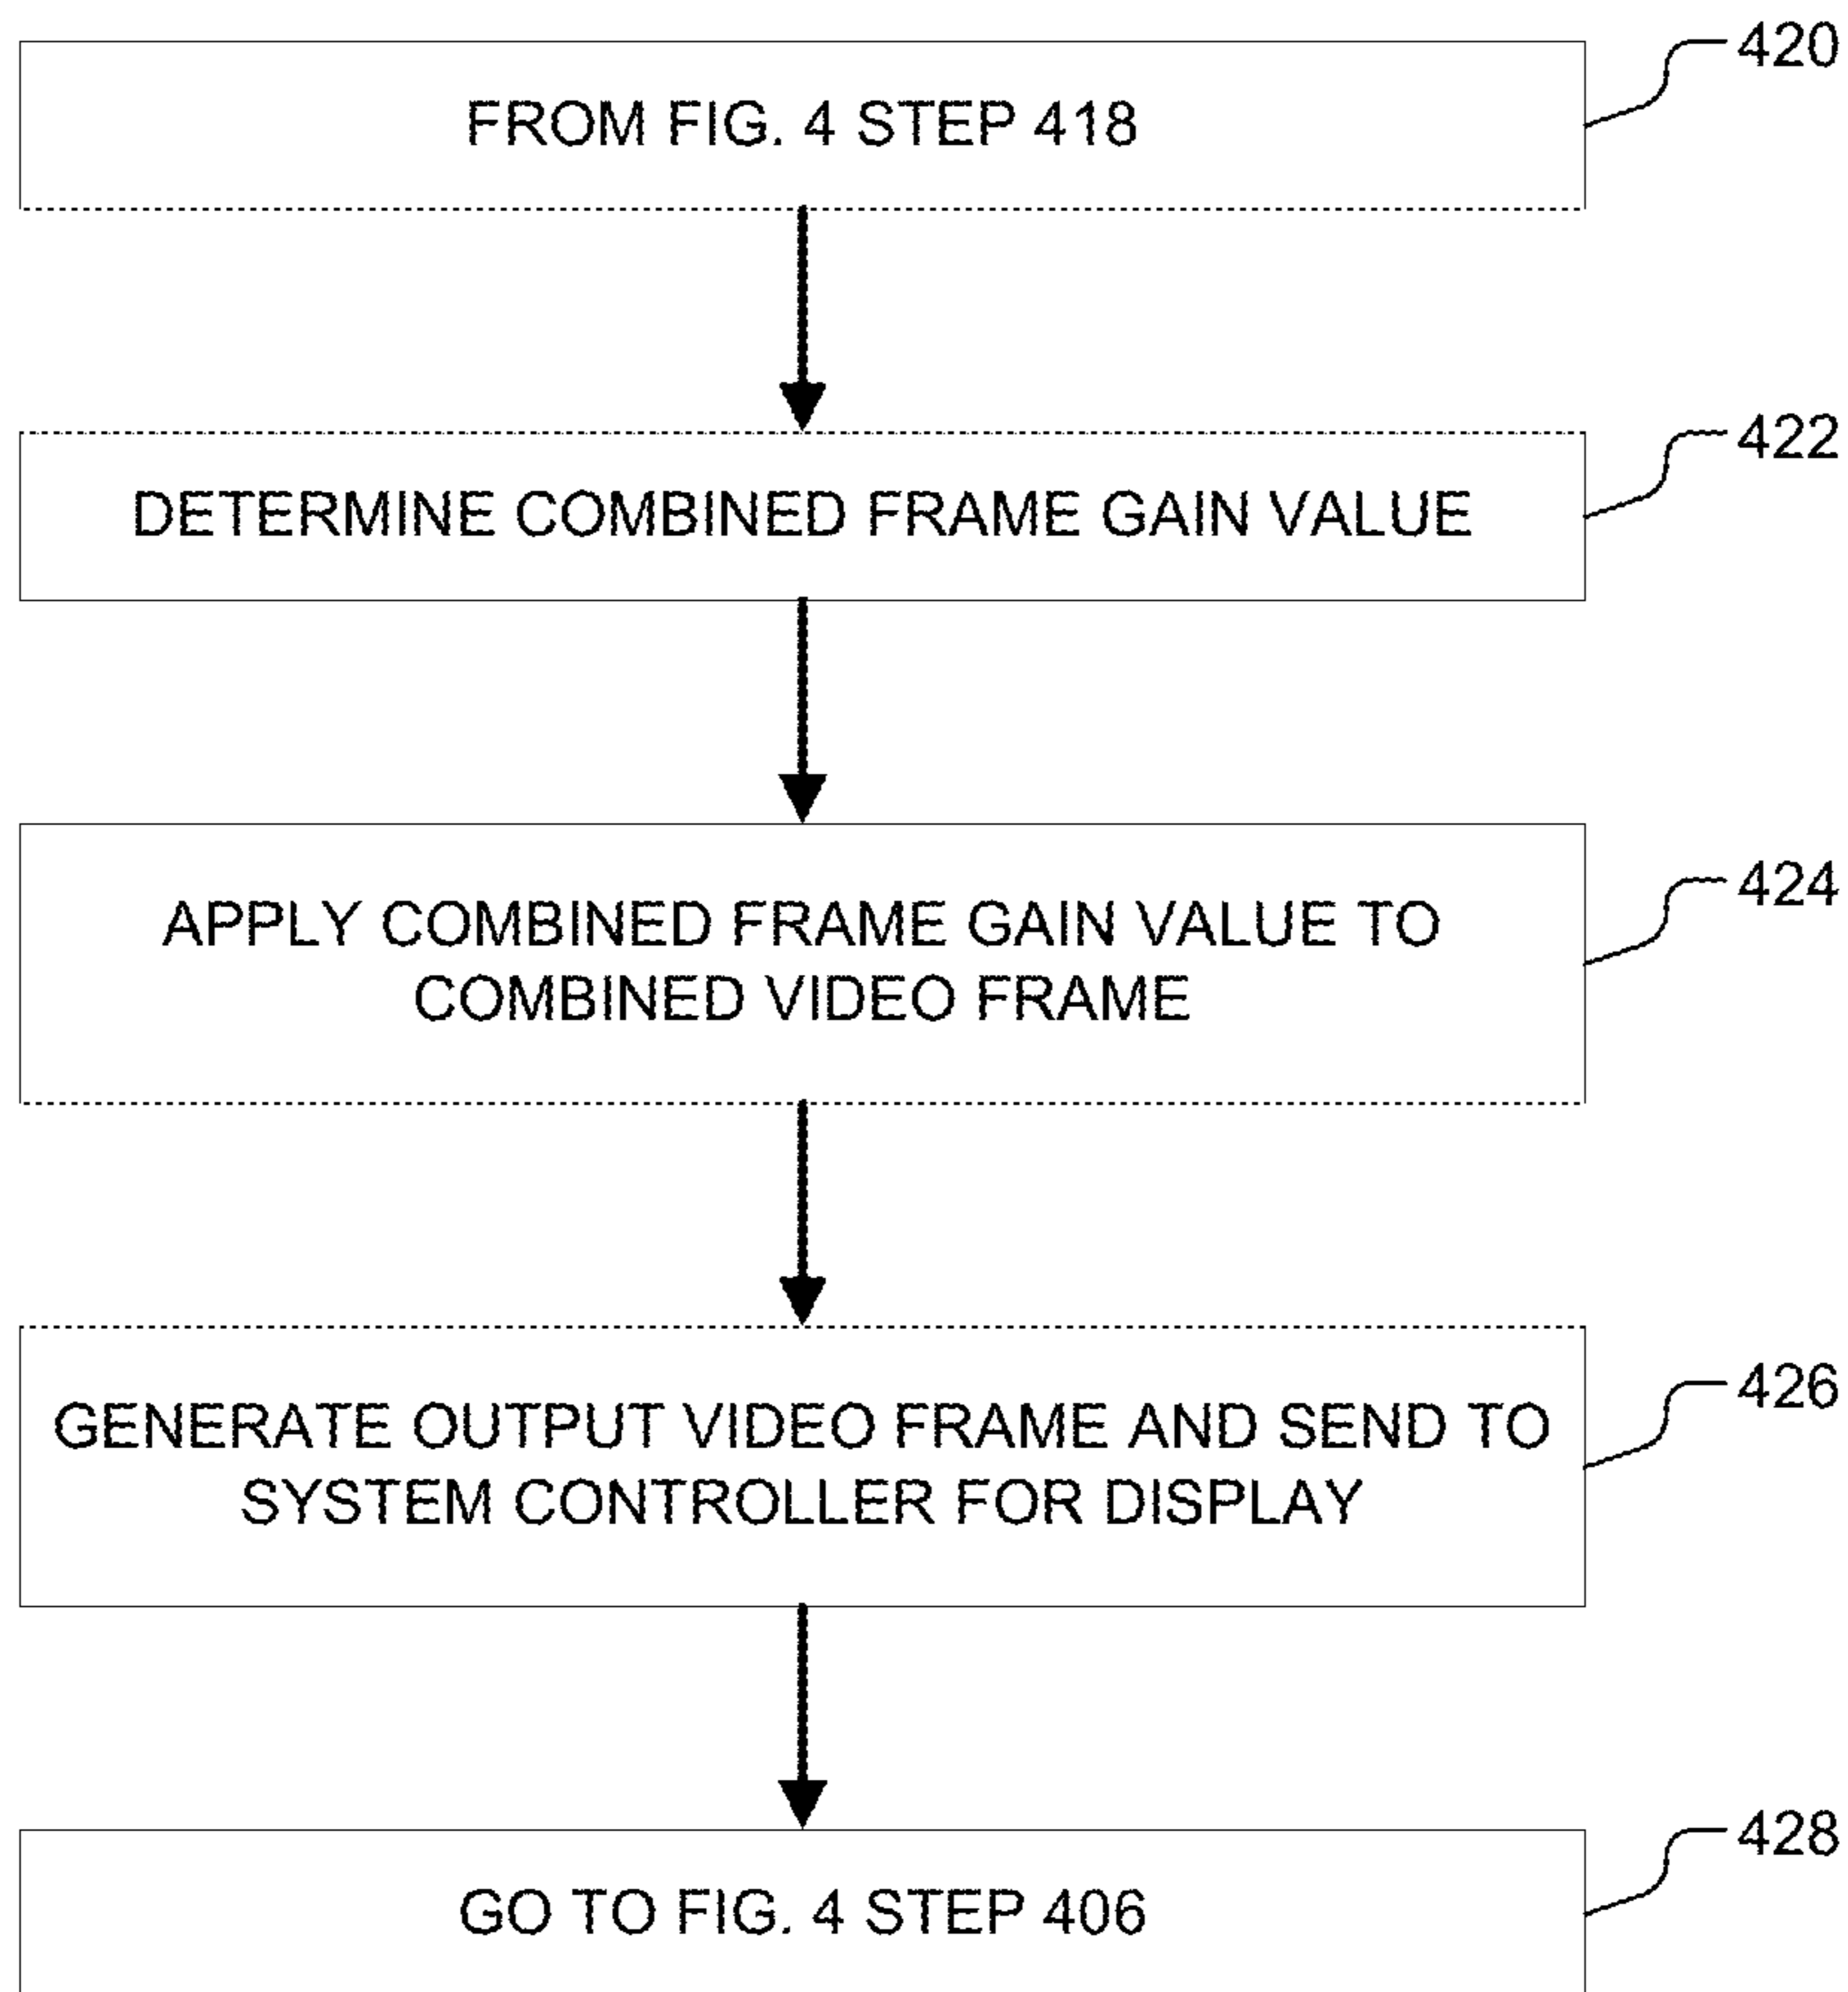 420
FROM FIG. 4 STEP 418
422
DETERMINE COMBINED FRAME GAIN VALUE
424
APPLY COMBINED FRAME GAIN VALUE TO
COMBINED VIDEO FRAME
426
GENERATE OUTPUT VIDEO FRAME AND SEND TO
SYSTEM CONTROLLER FOR DISPLAY
428
GO TO FIG. 4 STEP 406